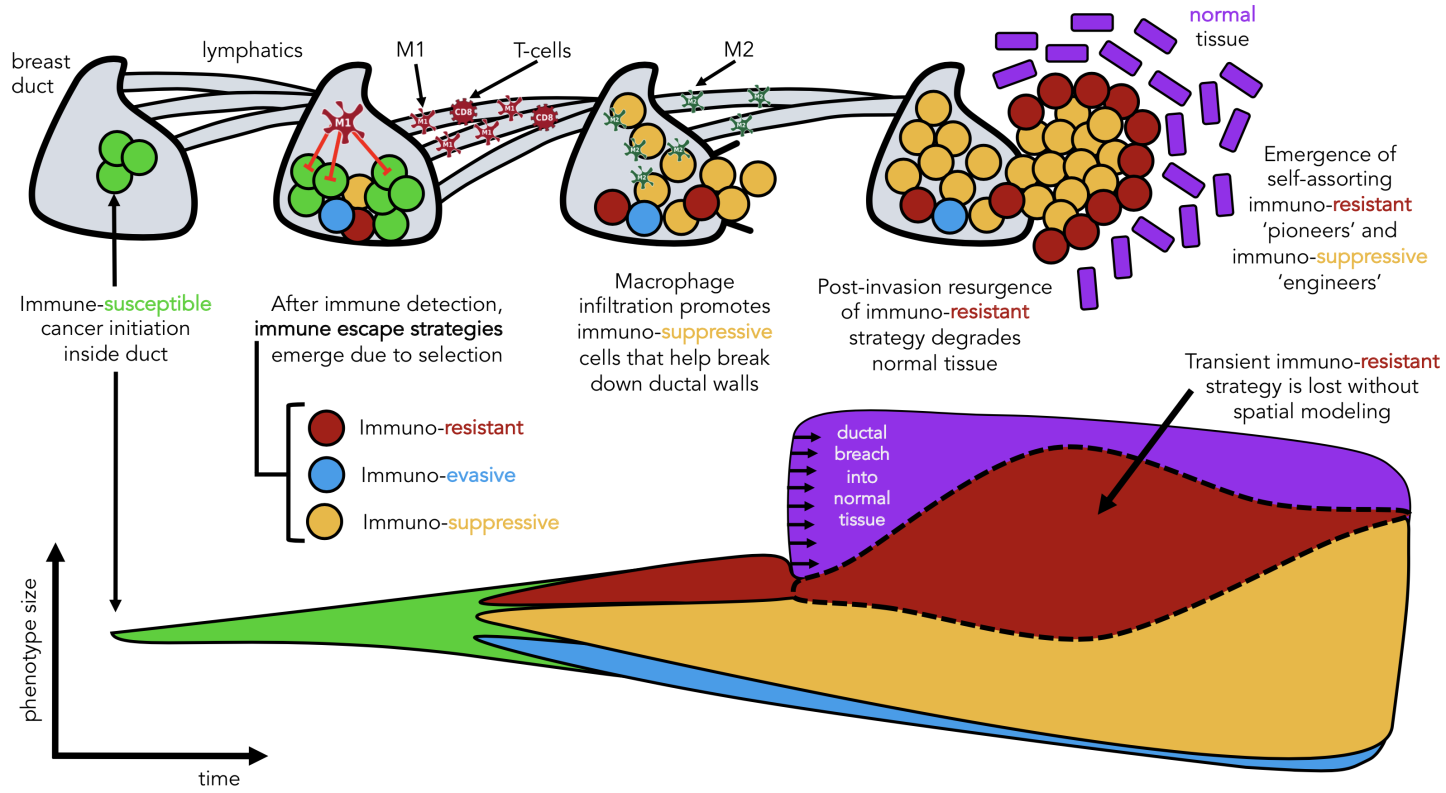 breast
duct
lymphatics
M1
T-cells
M2
normal
tissue
M1
M1
CD8
M1
M1
M1
CD8
M2
M2
M2
M2
M2
M2
M2
Emergence of
self-assorting
immuno-resistant
‘pioneers’ and
immuno-suppressive
‘engineers’
Immune-susceptible
cancer initiation
inside duct
After immune detection,
immune escape strategies
emerge due to selection
Macrophage
infiltration promotes
immuno-suppressive
cells that help break
down ductal walls
Post-invasion resurgence
of immuno-resistant
strategy degrades
normal tissue
Transient immuno-resistant
strategy is lost without
spatial modeling
Immuno-resistant
Immuno-evasive
Immuno-suppressive
ductal
breach
into
normal
tissue
phenotype size
time